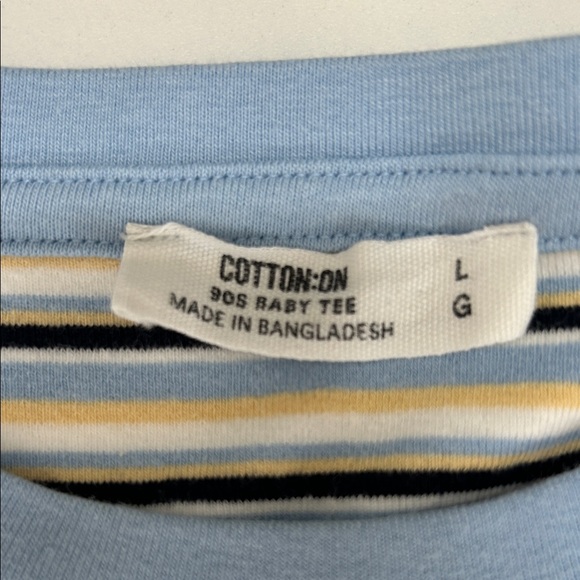 COTTON:ON
90S BABY TEE
MADE IN BANGLADESH
L
G